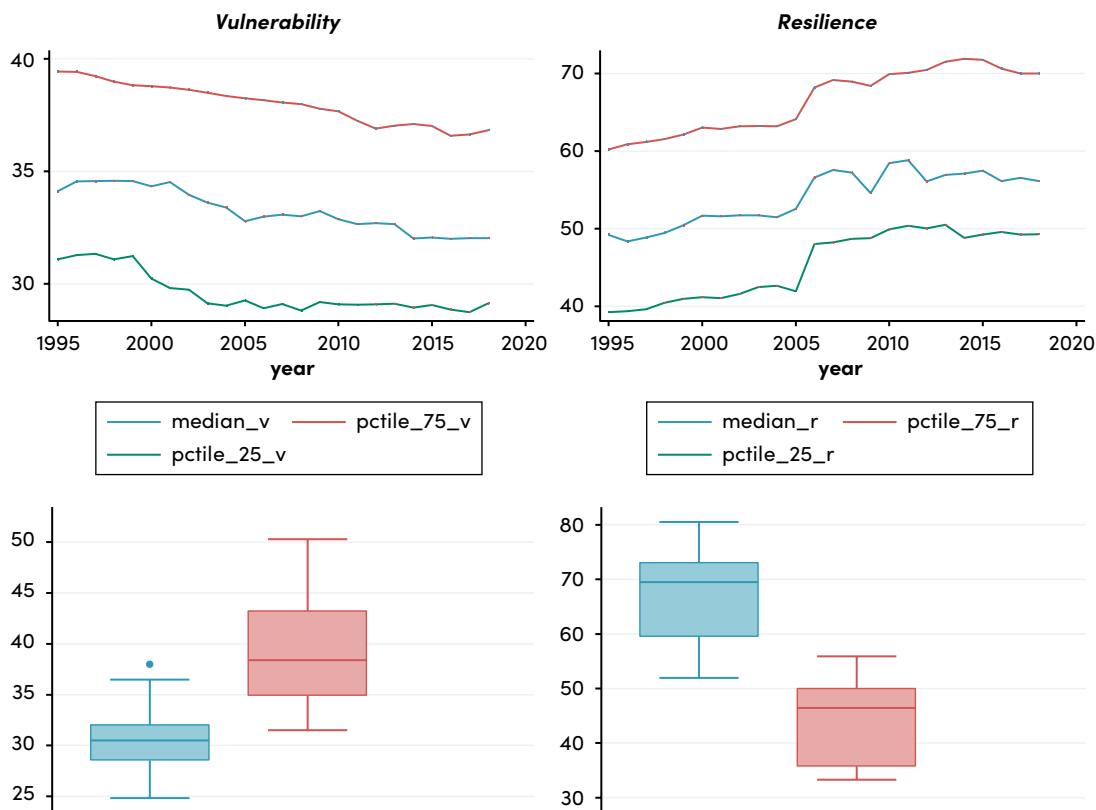 Vulnerability
40
35
30
1995 2000 2005 2010 2015 2020
year
median_v pctile_75_v
pctile_25_v
Resilience
70
60
50
40
1995 2000 2005 2010 2015 2020
year
median_r pctile_75_r
pctile_25_r
50
45
40
35
30
25
80
70
60
50
40
30